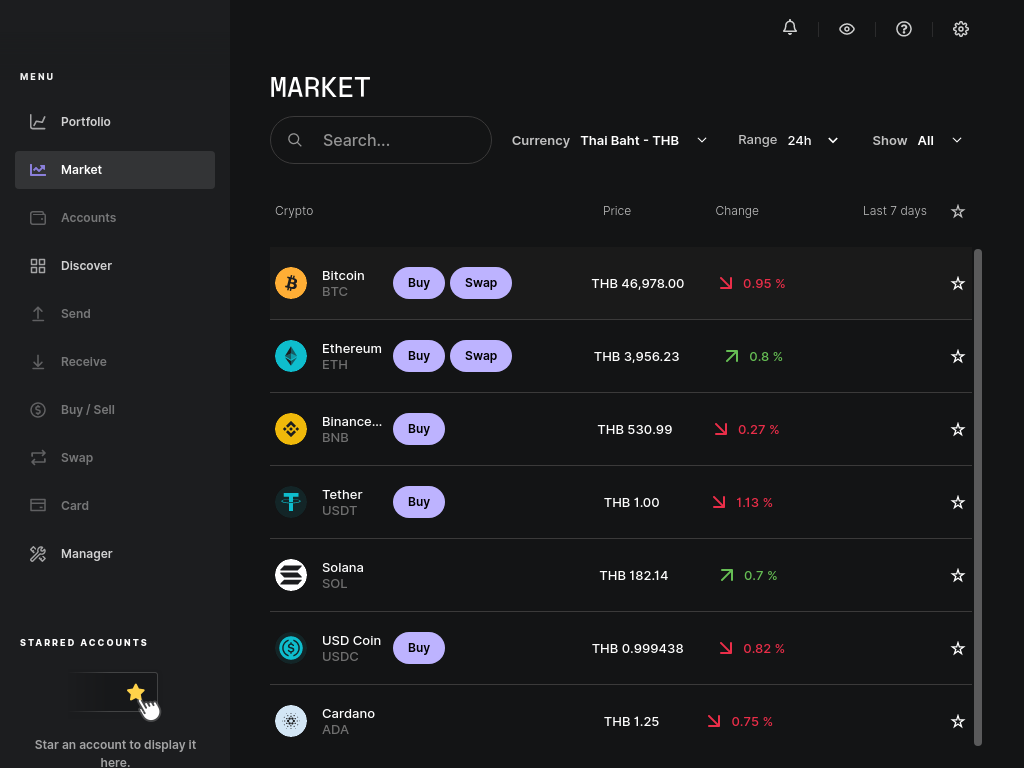 MENU
Portfolio
Market
Accounts
Discover
Send
Receive
Buy / Sell
Swap
Card
Manager
STARRED ACCOUNTS
Star an account to display it
here.
MARKET
Search...
Currency Thai Baht - THB
Range 24h
Show All
Crypto Price Change Last 7 days
Bitcoin
BTC
Buy Swap THB 46,978.00 0.95 %
Ethereum
ETH
Buy Swap THB 3,956.23 0.8 %
Binance...
BNB
Buy THB 530.99 0.27 %
Tether
USDT
Buy THB 1.00 1.13 %
Solana
SOL
THB 182.14 0.7 %
USD Coin
USDC
Buy THB 0.999438 0.82 %
Cardano
ADA
THB 1.25 0.75 %